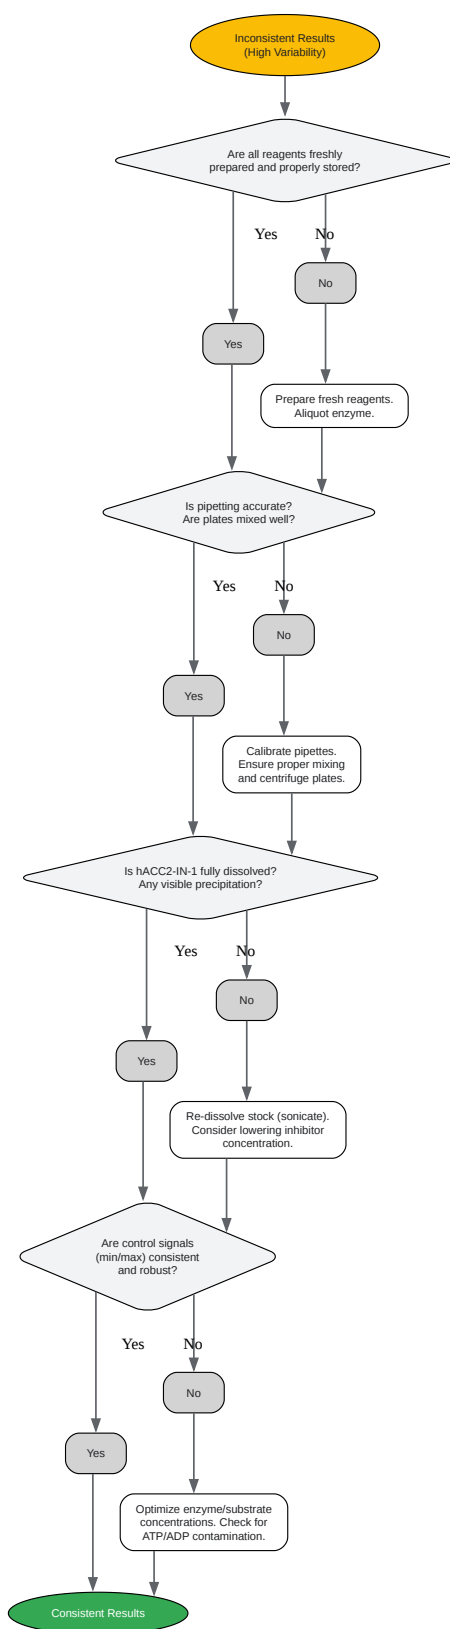 Inconsistent Results
(High Variability)
Are all reagents freshly
prepared and properly stored?
Yes
No
No
Yes
Prepare fresh reagents.
Aliquot enzyme.
Is pipetting accurate?
Are plates mixed well?
Yes
No
No
Yes
Calibrate pipettes.
Ensure proper mixing
and centrifuge plates.
Is hACC2-IN-1 fully dissolved?
Any visible precipitation?
Yes
No
No
Yes
Re-dissolve stock (sonicate).
Consider lowering inhibitor
concentration.
Are control signals
(min/max) consistent
and robust?
Yes
No
No
Yes
Optimize enzyme/substrate
concentrations. Check for
ATP/ADP contamination.
Consistent Results